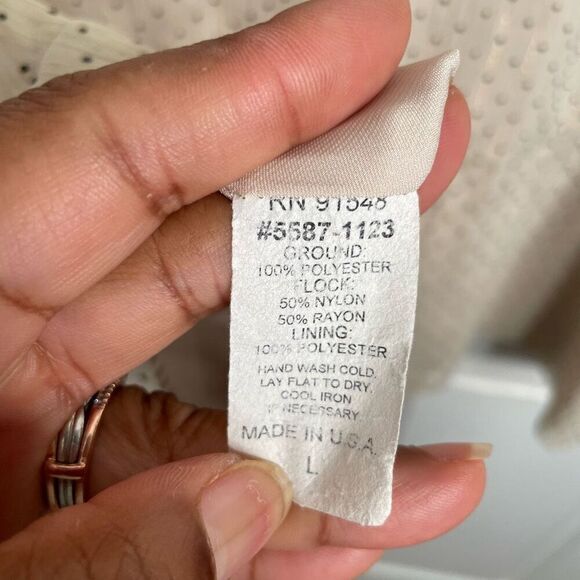 RN 91548
#5587-1123
GROUND:
100% POLYESTER
FLOCK:
50% NYLON
50% RAYON
LINING:
100% POLYESTER
HAND WASH COLD.
LAY FLAT TO DRY.
COOL IRON
IF NECESSARY
MADE IN U.S.A.
L